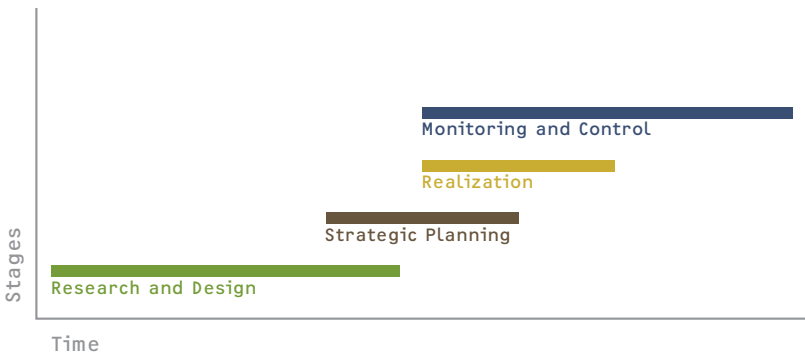 Monitoring and Control
Realization
Strategic Planning
Research and Design
Stages
Time